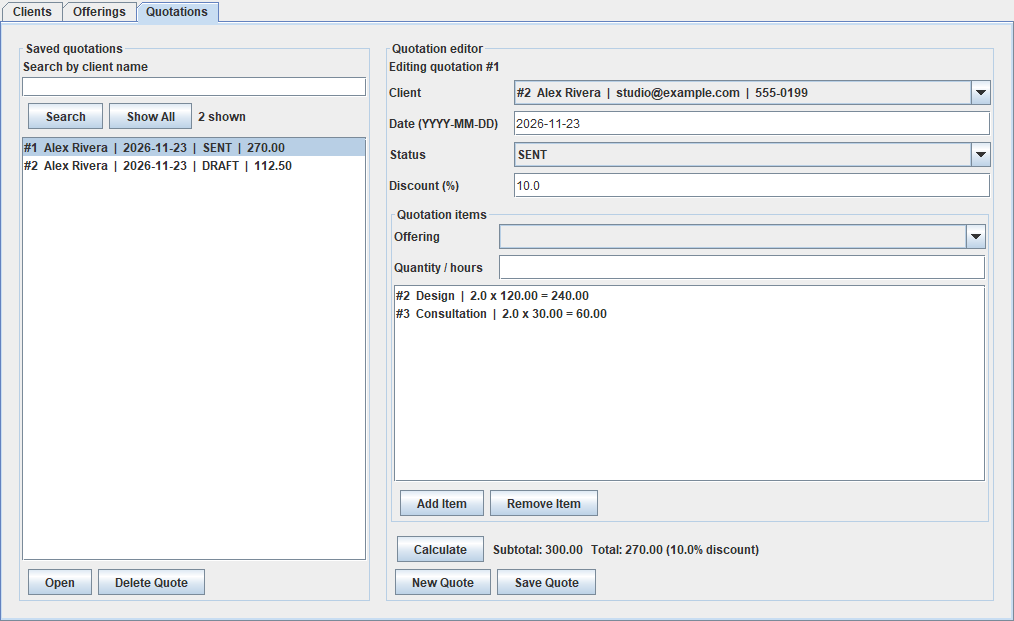 Clients Offerings Quotations
Saved quotations
Search by client name
Search Show All 2 shown
#1 Alex Rivera | 2026-11-23 | SENT | 270.00
#2 Alex Rivera | 2026-11-23 | DRAFT | 112.50
Open Delete Quote
Quotation editor
Editing quotation #1
Client #2 Alex Rivera | studio@example.com | 555-0199
Date (YYYY-MM-DD) 2026-11-23
Status SENT
Discount (%) 10.0
Quotation items
Offering
Quantity / hours
#2 Design | 2.0 x 120.00 = 240.00
#3 Consultation | 2.0 x 30.00 = 60.00
Add Item Remove Item
Calculate Subtotal: 300.00 Total: 270.00 (10.0% discount)
New Quote Save Quote